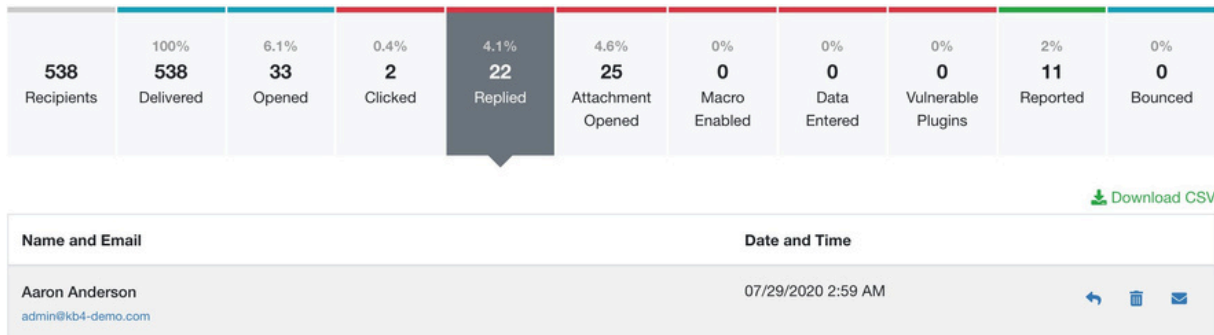 100% 6.1% 0.4% 4.1% 4.6% 0% 0% 0% 2% 0%
538 538 33 2 22 25 0 0 0 11 0
Recipients Delivered Opened Clicked Replied Attachment Macro Data Vulnerable Reported Bounced
Opened Enabled Entered Plugins
Download CSV
Name and Email Date and Time
Aaron Anderson 07/29/2020 2:59 AM
admin@kb4-demo.com